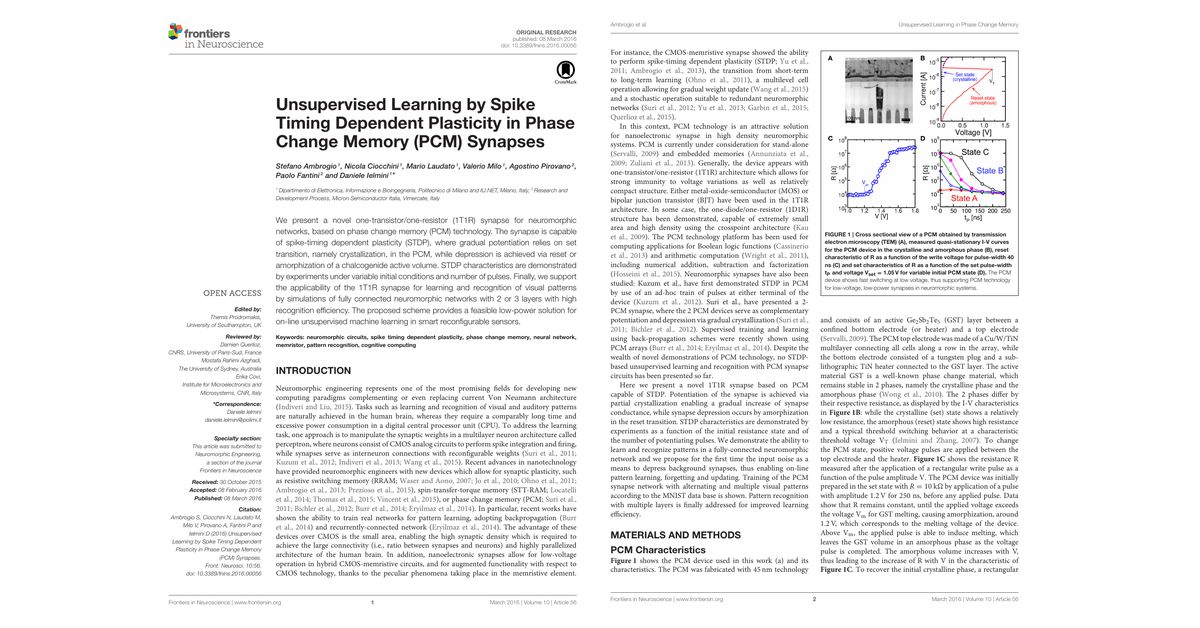 frontiers
in Neuroscience
ORIGINAL RESEARCH
published: 08 March 2016
doi: 10.3389/fnins.2016.00056
CrossMark
Unsupervised Learning by Spike
Timing Dependent Plasticity in Phase
Change Memory (PCM) Synapses
Stefano Ambrogio 1, Nicola Ciocchini 1, Mario Laudato 1, Valerio Milo 1, Agostino Pirovano 2,
Paolo Fantini 2 and Daniele Ielmini 1*
1 Dipartimento di Elettronica, Informazione e Bioingegneria, Politecnico di Milano and IU.NET, Milano, Italy, 2 Research and
Development Process, Micron Semiconductor Italia, Vimercate, Italy
We present a novel one-transistor/one-resistor (1T1R) synapse for neuromorphic
networks, based on phase change memory (PCM) technology. The synapse is capable
of spike-timing dependent plasticity (STDP), where gradual potentiation relies on set
transition, namely crystallization, in the PCM, while depression is achieved via reset or
amorphization of a chalcogenide active volume. STDP characteristics are demonstrated
by experiments under variable initial conditions and number of pulses. Finally, we support
the applicability of the 1T1R synapse for learning and recognition of visual patterns
by simulations of fully connected neuromorphic networks with 2 or 3 layers with high
recognition efficiency. The proposed scheme provides a feasible low-power solution for
on-line unsupervised machine learning in smart reconfigurable sensors.
Keywords: neuromorphic circuits, spike timing dependent plasticity, phase change memory, neural network,
memristor, pattern recognition, cognitive computing
OPEN ACCESS
Edited by:
Themis Prodromakis,
University of Southampton, UK
Reviewed by:
Damien Querlioz,
CNRS, University of Paris-Sud, France
Mostafa Rahimi Azghadi,
The University of Sydney, Australia
Erika Covi,
Institute for Microelectronics and
Microsystems, CNR, Italy
*Correspondence:
Daniele Ielmini
daniele.ielmini@polimi.it
Specialty section:
This article was submitted to
Neuromorphic Engineering,
a section of the journal
Frontiers in Neuroscience
Received: 30 October 2015
Accepted: 08 February 2016
Published: 08 March 2016
Citation:
Ambrogio S, Ciocchini N, Laudato M,
Milo V, Pirovano A, Fantini P and
Ielmini D (2016) Unsupervised
Learning by Spike Timing Dependent
Plasticity in Phase Change Memory
(PCM) Synapses.
Front. Neurosci. 10:56.
doi: 10.3389/fnins.2016.00056
INTRODUCTION
Neuromorphic engineering represents one of the most promising fields for developing new
computing paradigms complementing or even replacing current Von Neumann architecture
(Indiveri and Liu, 2015). Tasks such as learning and recognition of visual and auditory patterns
are naturally achieved in the human brain, whereas they require a comparably long time and
excessive power consumption in a digital central processor unit (CPU). To address the learning
task, one approach is to manipulate the synaptic weights in a multilayer neuron architecture called
perceptron, where neurons consist of CMOS analog circuits to perform spike integration and firing,
while synapses serve as interneuron connections with reconfigurable weights (Suri et al., 2011;
Kuzum et al., 2012; Indiveri et al., 2013; Wang et al., 2015). Recent advances in nanotechnology
have provided neuromorphic engineers with new devices which allow for synaptic plasticity, such
as resistive switching memory (RRAM; Waser and Aono, 2007; Jo et al., 2010; Ohno et al., 2011;
Ambrogio et al., 2013; Prezioso et al., 2015), spin-transfer-torque memory (STT-RAM; Locatelli
et al., 2014; Thomas et al., 2015; Vincent et al., 2015), or phase change memory (PCM; Suri et al.,
2011; Bichler et al., 2012; Burr et al., 2014; Eryilmaz et al., 2014). In particular, recent works have
shown the ability to train real networks for pattern learning, adopting backpropagation (Burr
et al., 2014) and recurrently-connected network (Eryilmaz et al., 2014). The advantage of these
devices over CMOS is the small area, enabling the high synaptic density which is required to
achieve the large connectivity (i.e., ratio between synapses and neurons) and highly parallelized
architecture of the human brain. In addition, nanoelectronic synapses allow for low-voltage
operation in hybrid CMOS-memristive circuits, and for augmented functionality with respect to
CMOS technology, thanks to the peculiar phenomena taking place in the memristive element.
Frontiers in Neuroscience | www.frontiersin.org
1
March 2016 | Volume 10 | Article 56
Ambrogio et al.
Unsupervised Learning in Phase Change Memory
For instance, the CMOS-memristive synapse showed the ability
to perform spike-timing dependent plasticity (STDP; Yu et al.,
2011; Ambrogio et al., 2013), the transition from short-term
to long-term learning (Ohno et al., 2011), a multilevel cell
operation allowing for gradual weight update (Wang et al., 2015)
and a stochastic operation suitable to redundant neuromorphic
networks (Suri et al., 2012; Yu et al., 2013; Garbin et al., 2015;
Querlioz et al., 2015).
In this context, PCM technology is an attractive solution
for nanoelectronic synapse in high density neuromorphic
systems. PCM is currently under consideration for stand-alone
(Servalli, 2009) and embedded memories (Annunziata et al.,
2009; Zuliani et al., 2013). Generally, the device appears with
one-transistor/one-resistor (1T1R) architecture which allows for
strong immunity to voltage variations as well as relatively
compact structure. Either metal-oxide-semiconductor (MOS) or
bipolar junction transistor (BJT) have been used in the 1T1R
architecture. In some case, the one-diode/one-resistor (1D1R)
structure has been demonstrated, capable of extremely small
area and high density using the crosspoint architecture (Kau
et al., 2009). The PCM technology platform has been used for
computing applications for Boolean logic functions (Cassinerio
et al., 2013) and arithmetic computation (Wright et al., 2011),
including numerical addition, subtraction and factorization
(Hosseini et al., 2015). Neuromorphic synapses have also been
studied: Kuzum et al., have first demonstrated STDP in PCM
by use of an ad-hoc train of pulses at either terminal of the
device (Kuzum et al., 2012). Suri et al., have presented a 2-
PCM synapse, where the 2 PCM devices serve as complementary
potentiation and depression via gradual crystallization (Suri et al.,
2011; Bichler et al., 2012). Supervised training and learning
using back-propagation schemes were recently shown using
PCM arrays (Burr et al., 2014; Eryilmaz et al., 2014). Despite the
wealth of novel demonstrations of PCM technology, no STDP-
based unsupervised learning and recognition with PCM synapse
circuits has been presented so far.
Here we present a novel 1T1R synapse based on PCM
capable of STDP. Potentiation of the synapse is achieved via
partial crystallization enabling a gradual increase of synapse
conductance, while synapse depression occurs by amorphization
in the reset transition. STDP characteristics are demonstrated by
experiments as a function of the initial resistance state and of
the number of potentiating pulses. We demonstrate the ability to
learn and recognize patterns in a fully-connected neuromorphic
network and we propose for the first time the input noise as a
means to depress background synapses, thus enabling on-line
pattern learning, forgetting and updating. Training of the PCM
synapse network with alternating and multiple visual patterns
according to the MNIST data base is shown. Pattern recognition
with multiple layers is finally addressed for improved learning
efficiency.
MATERIALS AND METHODS
PCM Characteristics
Figure 1 shows the PCM device used in this work (a) and its
characteristics. The PCM was fabricated with 45 nm technology
A
B
Current [A]
Set state
(crystalline)
VT
Reset state
(amorphous)
0.0 0.5 1.0 1.5
Voltage [V]
C
R [Ω]
Vm
1.0 1.2 1.4 1.6 1.8
V [V]
D
R [Ω]
State C
State B
State A
0 50 100 150 200 250
tP [ns]
FIGURE 1 | Cross sectional view of a PCM obtained by transmission
electron microscopy (TEM) (A), measured quasi-stationary I-V curves
for the PCM device in the crystalline and amorphous phase (B), reset
characteristic of R as a function of the write voltage for pulse-width 40
ns (C) and set characteristics of R as a function of the set pulse-width
tP and voltage Vset = 1.05 V for variable initial PCM state (D). The PCM
device shows fast switching at low voltage, thus supporting PCM technology
for low-voltage, low-power synapses in neuromorphic systems.
and consists of an active Ge2Sb2Te5 (GST) layer between a
confined bottom electrode (or heater) and a top electrode
(Servalli, 2009). The PCM top electrode was made of a Cu/W/TiN
multilayer connecting all cells along a row in the array, while
the bottom electrode consisted of a tungsten plug and a sub-
lithographic TiN heater connected to the GST layer. The active
material GST is a well-known phase change material, which
remains stable in 2 phases, namely the crystalline phase and the
amorphous phase (Wong et al., 2010). The 2 phases differ by
their respective resistance, as displayed by the I-V characteristics
in Figure 1B: while the crystalline (set) state shows a relatively
low resistance, the amorphous (reset) state shows high resistance
and a typical threshold switching behavior at a characteristic
threshold voltage VT (Ielmini and Zhang, 2007). To change
the PCM state, positive voltage pulses are applied between the
top electrode and the heater. Figure 1C shows the resistance R
measured after the application of a rectangular write pulse as a
function of the pulse amplitude V. The PCM device was initially
prepared in the set state with R = 10 kΩ by application of a pulse
with amplitude 1.2 V for 250 ns, before any applied pulse. Data
show that R remains constant, until the applied voltage exceeds
the voltage Vm for GST melting, causing amorphization, around
1.2 V, which corresponds to the melting voltage of the device.
Above Vm, the applied pulse is able to induce melting, which
leaves the GST volume in an amorphous phase as the voltage
pulse is completed. The amorphous volume increases with V,
thus leading to the increase of R with V in the characteristic of
Figure 1C. To recover the initial crystalline phase, a rectangular
Frontiers in Neuroscience | www.frontiersin.org
2
March 2016 | Volume 10 | Article 56